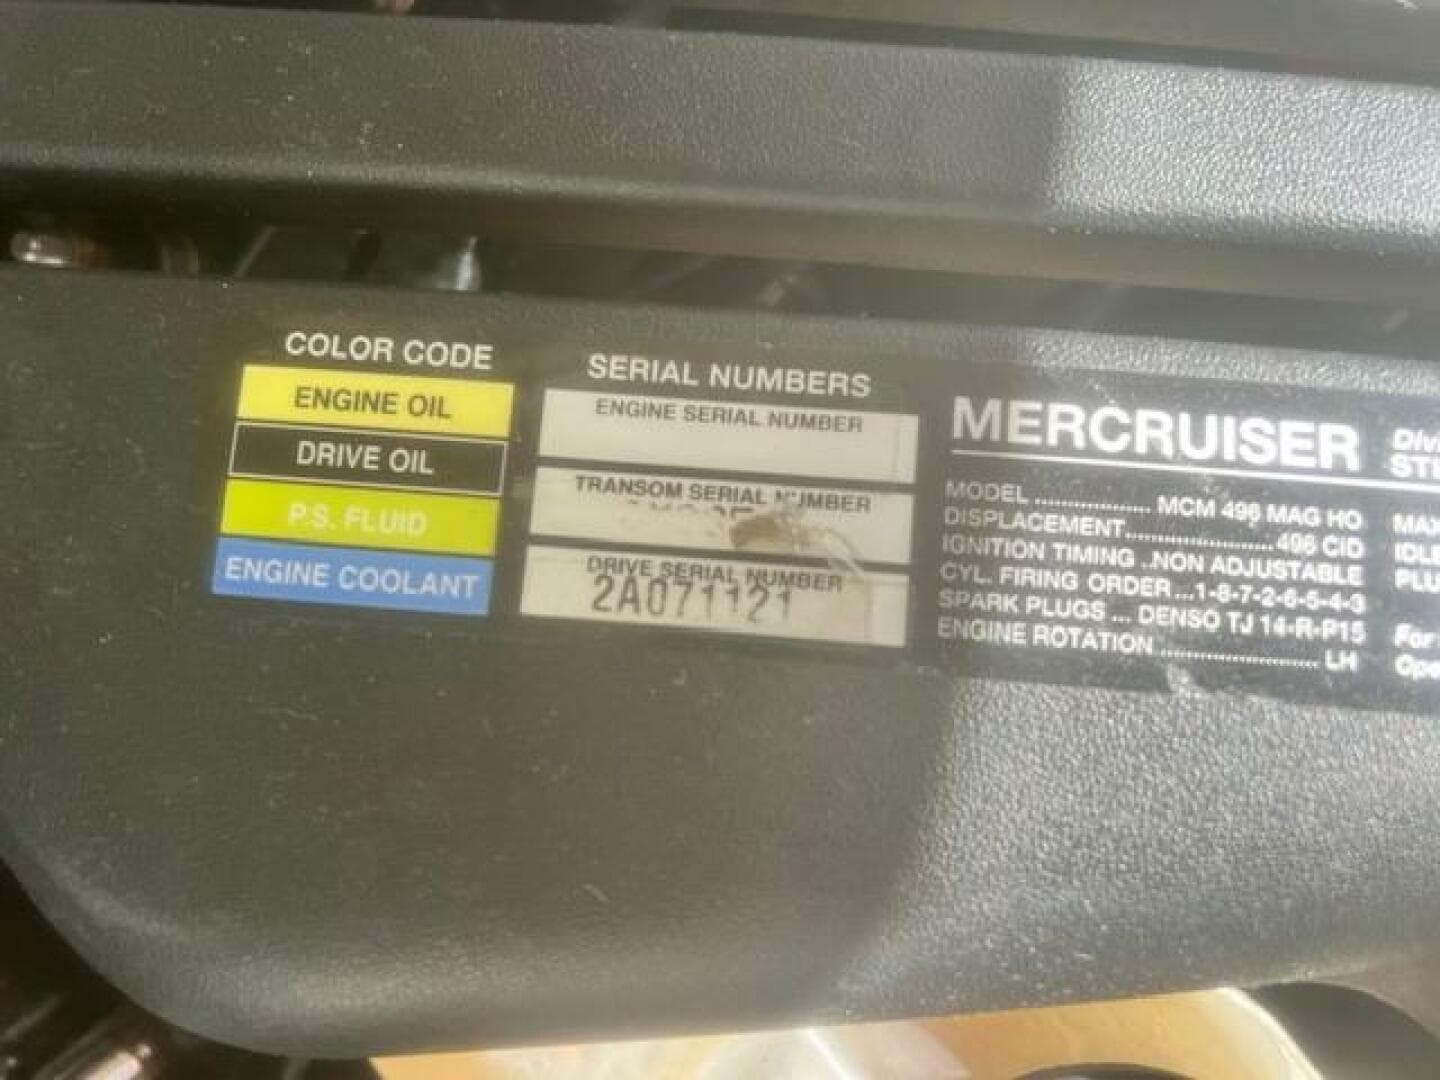 COLOR CODE
ENGINE OIL
DRIVE OIL
P.S. FLUID
ENGINE COOLANT
SERIAL NUMBERS
ENGINE SERIAL NUMBER
TRANSOM SERIAL NUMBER
DRIVE SERIAL NUMBER
2A071121
MERCRUISER
MODEL ................. MCM 496 MAG HO
DISPLACEMENT...................... 496 CID
IGNITION TIMING ..NON ADJUSTABLE
CYL. FIRING ORDER ...1-8-7-2-6-5-4-3
SPARK PLUGS ... DENSO TJ 14-R-P15
ENGINE ROTATION ........................ LH
For